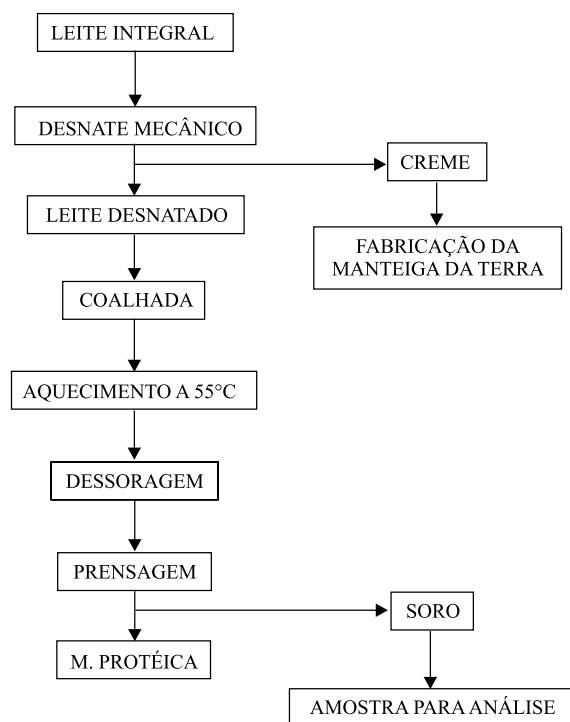 LEITE INTEGRAL
DESNATE MECÂNICO
CREME
LEITE DESNATADO
FABRICAÇÃO DA
MANTEIGA DA TERRA
COALHADA
AQUECIMENTO A 55°C
DESSORAGEM
PRENSAGEM
SORO
M. PROTÉICA
AMOSTRA PARA ANÁLISE